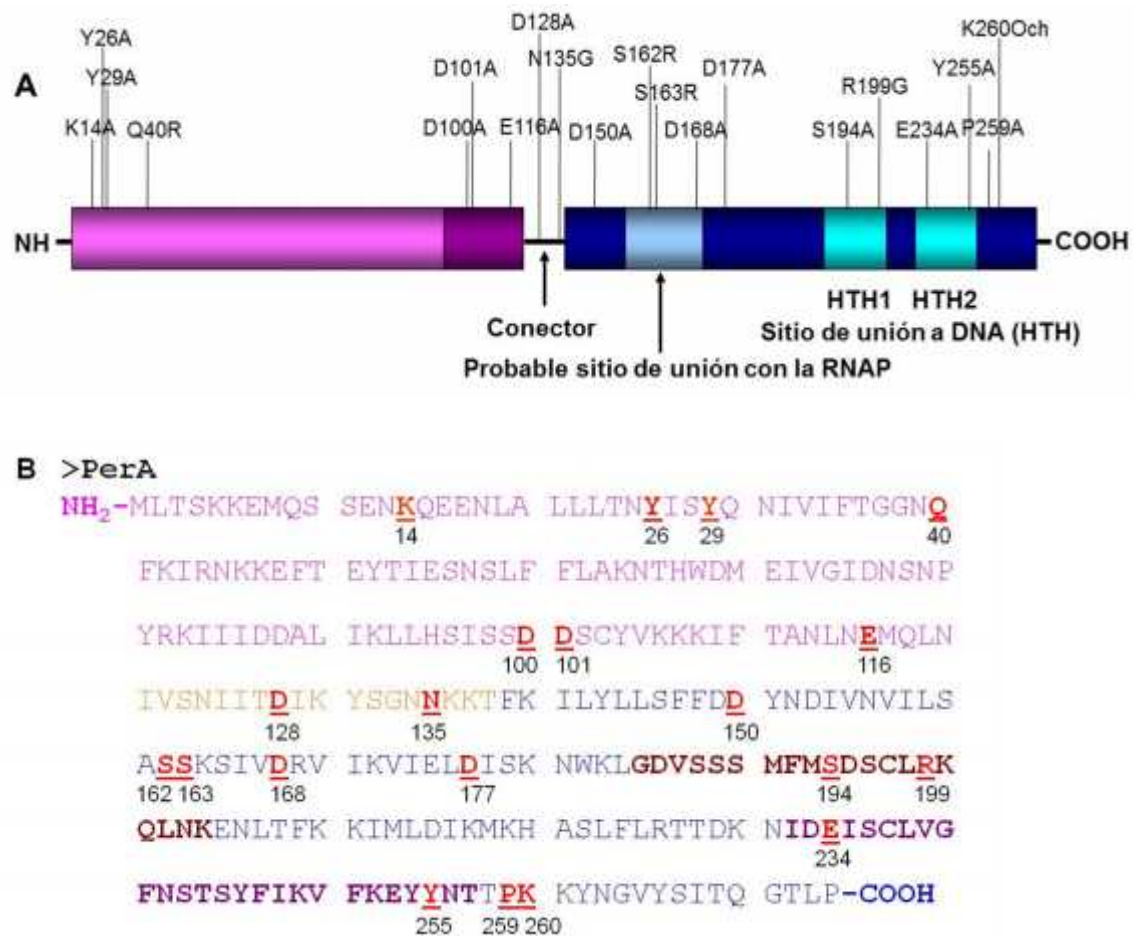 A
Y26A
Y29A
K14A Q40R
D101A
D100A E116A
D128A
N135G
D150A
S162R
S163R
D168A
D177A
R199G
S194A
K260Och
Y255A
E234A P259A
NH COOH
HTH1 HTH2
Conector Sitio de unión a DNA (HTH)
Probable sitio de unión con la RNAP
B >PerA
NH2-MLTSKKEMQS SENKQEENLA LLLTNYISYQ NIVIFTGGNQ
14 26 29 40
FKIRNKKEFT EYTIESNSLF FLAKNTHWDM EIVGIDNSNP
YRKIIIDDAL IKLLHSISSD DSCYVKKKIF TANLNEMQLN
100 101 116
IVSNIITDIK YSGNNKKTFK ILYLLSFFDD YNDIVNVILS
128 135 150
ASSKSIVDRV IKVIELDISK NWKLGDVSSS MFMSDSCLRK
162 163 168 177 194 199
QLNKENLTFK KIMLDIKMKH ASLFLRTTDK NIDEISCLVG
234
FNSTSYFIKV FKEYYNTTPK KYNGVYSITQ GTLP-COOH
255 259 260